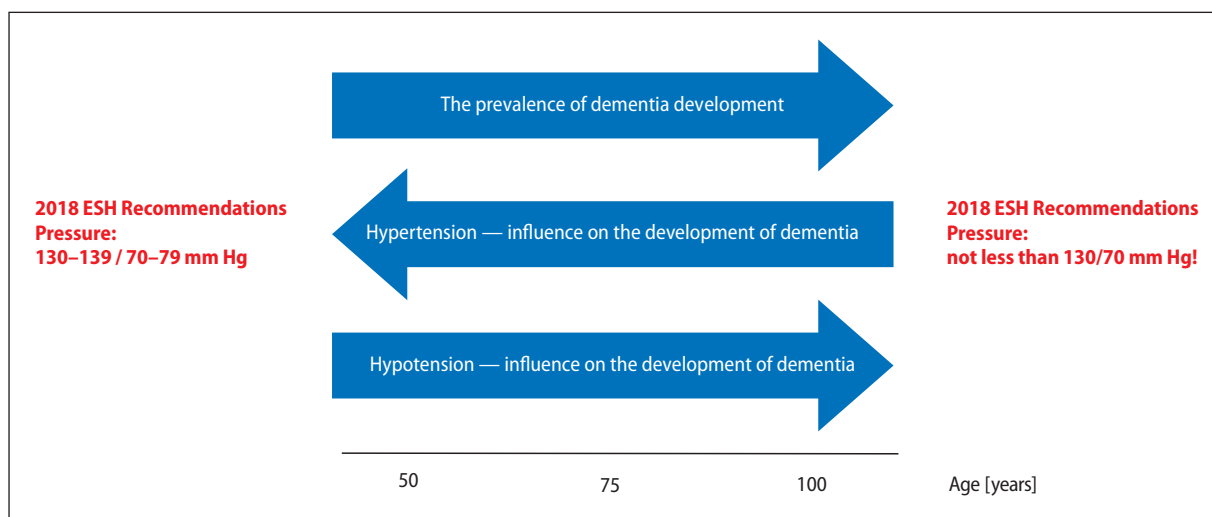 The prevalence of dementia development
2018 ESH Recommendations
Pressure:
130–139 / 70–79 mm Hg
Hypertension — influence on the development of dementia
2018 ESH Recommendations
Pressure:
not less than 130/70 mm Hg!
Hypotension — influence on the development of dementia
50
75
100
Age [years]